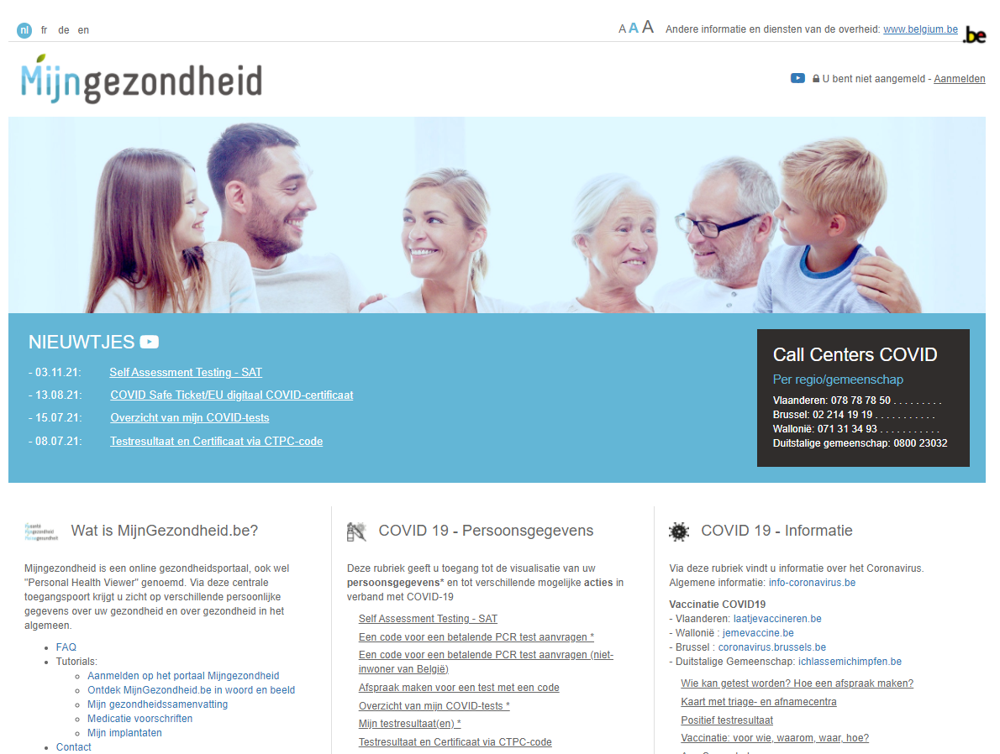 nl fr de en
A A A Andere informatie en diensten van de overheid: www.belgium.be .be
Mijngezondheid
U bent niet aangemeld - Aanmelden
NIEUWTJES
- 03.11.21: Self Assessment Testing - SAT
- 13.08.21: COVID Safe Ticket/EU digitaal COVID-certificaat
- 15.07.21: Overzicht van mijn COVID-tests
- 08.07.21: Testresultaat en Certificaat via CTPC-code
Call Centers COVID
Per regio/gemeenschap
Vlaanderen: 078 78 78 50 . . . . . . . . .
Brussel: 02 214 19 19 . . . . . . . . . . .
Wallonië: 071 31 34 93 . . . . . . . . . . .
Duitstalige gemeenschap: 0800 23032
Wat is MijnGezondheid.be?
Mijngezondheid is een online gezondheidsportaal, ook wel
"Personal Health Viewer" genoemd. Via deze centrale
toegangspoort krijgt u zicht op verschillende persoonlijke
gegevens over uw gezondheid en over gezondheid in het
algemeen.
FAQ
Tutorials:
Aanmelden op het portaal Mijngezondheid
Ontdek MijnGezondheid.be in woord en beeld
Mijn gezondheidssamenvatting
Medicatie voorschriften
Mijn implantaten
Contact
COVID 19 - Persoonsgegevens
Deze rubriek geeft u toegang tot de visualisatie van uw
persoonsgegevens* en tot verschillende mogelijke acties in
verband met COVID-19
Self Assessment Testing - SAT
Een code voor een betalende PCR test aanvragen *
Een code voor een betalende PCR test aanvragen (niet-
inwoner van België)
Afspraak maken voor een test met een code
Overzicht van mijn COVID-tests *
Mijn testresultaat(en) *
Testresultaat en Certificaat via CTPC-code
COVID 19 - Informatie
Via deze rubriek vindt u informatie over het Coronavirus.
Algemene informatie: info-coronavirus.be
Vaccinatie COVID19
- Vlaanderen: laatjevaccineren.be
- Wallonië : jemevaccine.be
- Brussel : coronavirus.brussels.be
- Duitstalige Gemeenschap: ichlassemichimpfen.be
Wie kan getest worden? Hoe een afspraak maken?
Kaart met triage- en afnamecentra
Positief testresultaat
Vaccinatie: voor wie, waarom, waar, hoe?